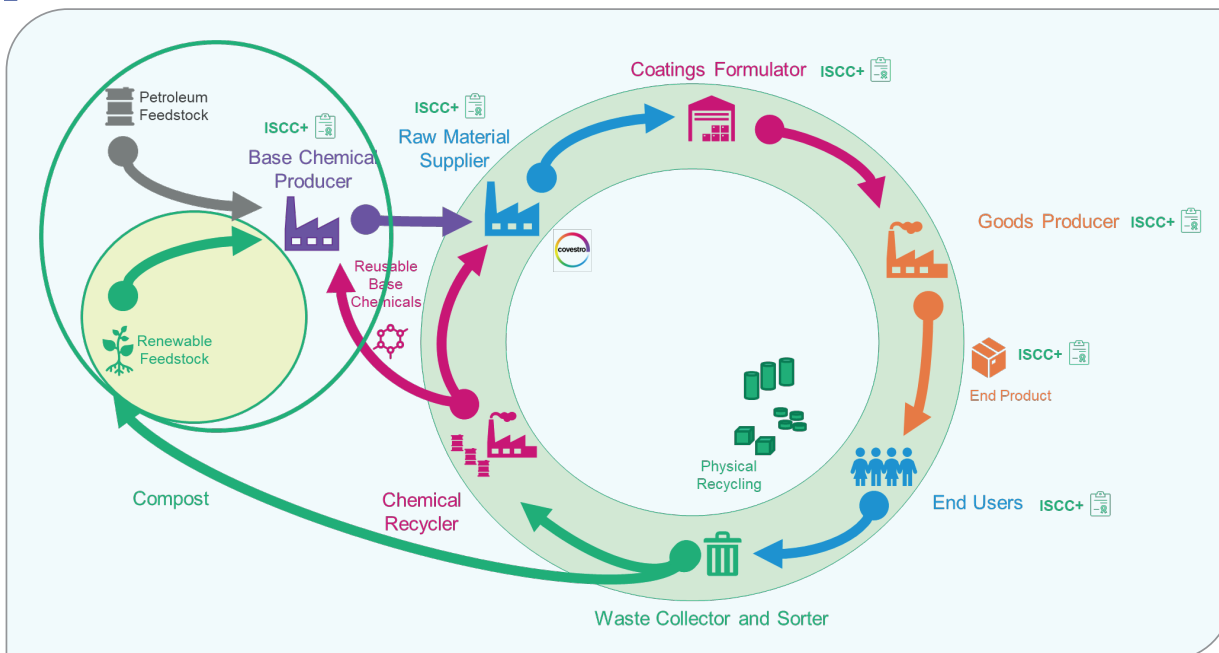 Coatings Formulator ISCC+
Petroleum
Feedstock
ISCC+
ISCC+
Base Chemical
Producer
Raw Material
Supplier
Goods Producer ISCC+
covestro
Reusable
Base
Chemicals
Renewable
Feedstock
ISCC+
End Product
Physical
Recycling
Compost
Chemical
Recycler
End Users ISCC+
Waste Collector and Sorter